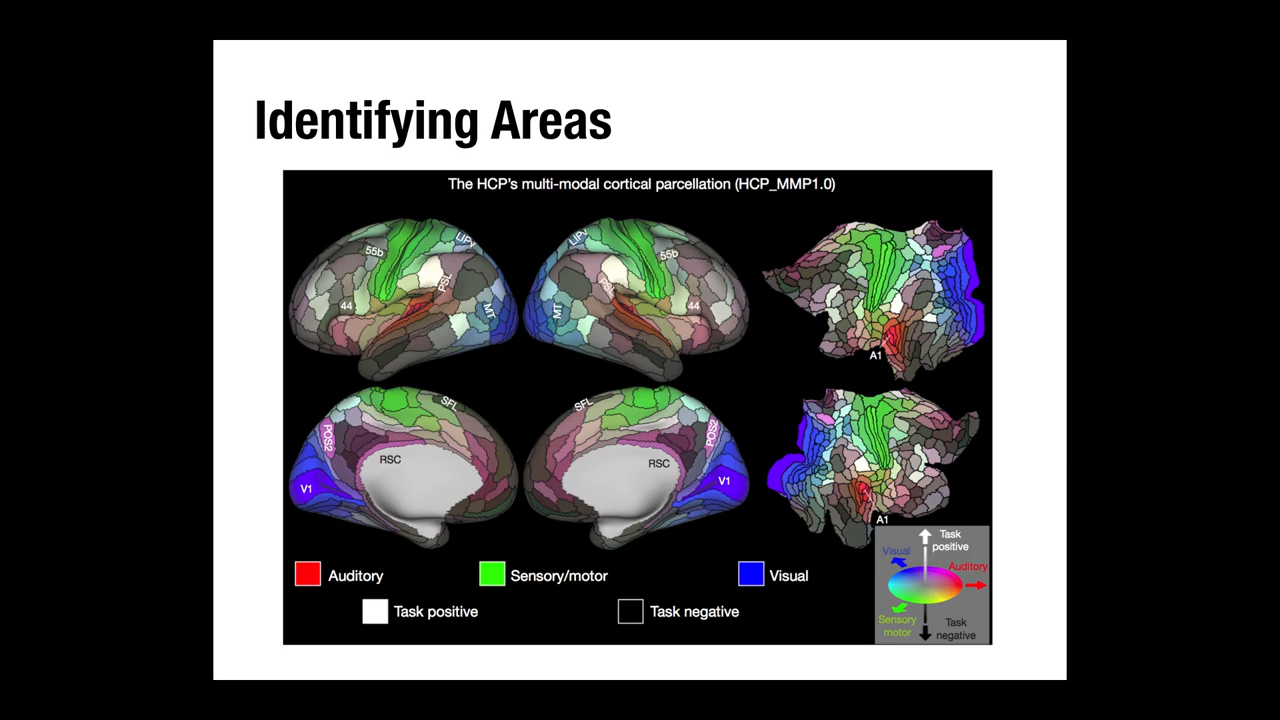 Identifying Areas
The HCP's multi-modal cortical parcellation (HCP_MMP1.0)
55b
LIPv
PSL
44
MT
LIPv
55b
PSL
MT
44
A1
SFL
POS2
RSC
V1
SFL
POS2
RSC
V1
A1
Auditory
Sensory/motor
Visual
Task positive
Task negative
Task
positive
Visual
Auditory
Sensory
motor
Task
negative